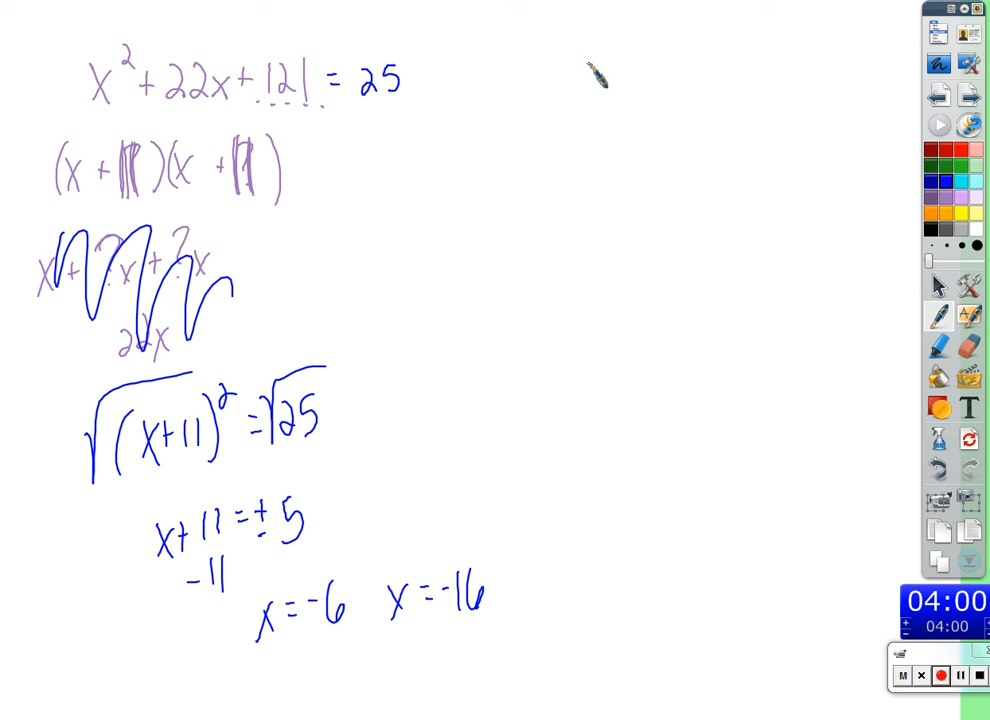 x² + 22x + 121 = 25
(x + 11)(x + 11)
x + ?x + ?x
22x
√(x+11)² = √25
x + 11 = ± 5
- 11
x = -6 x = -16
04:00
04:00
M